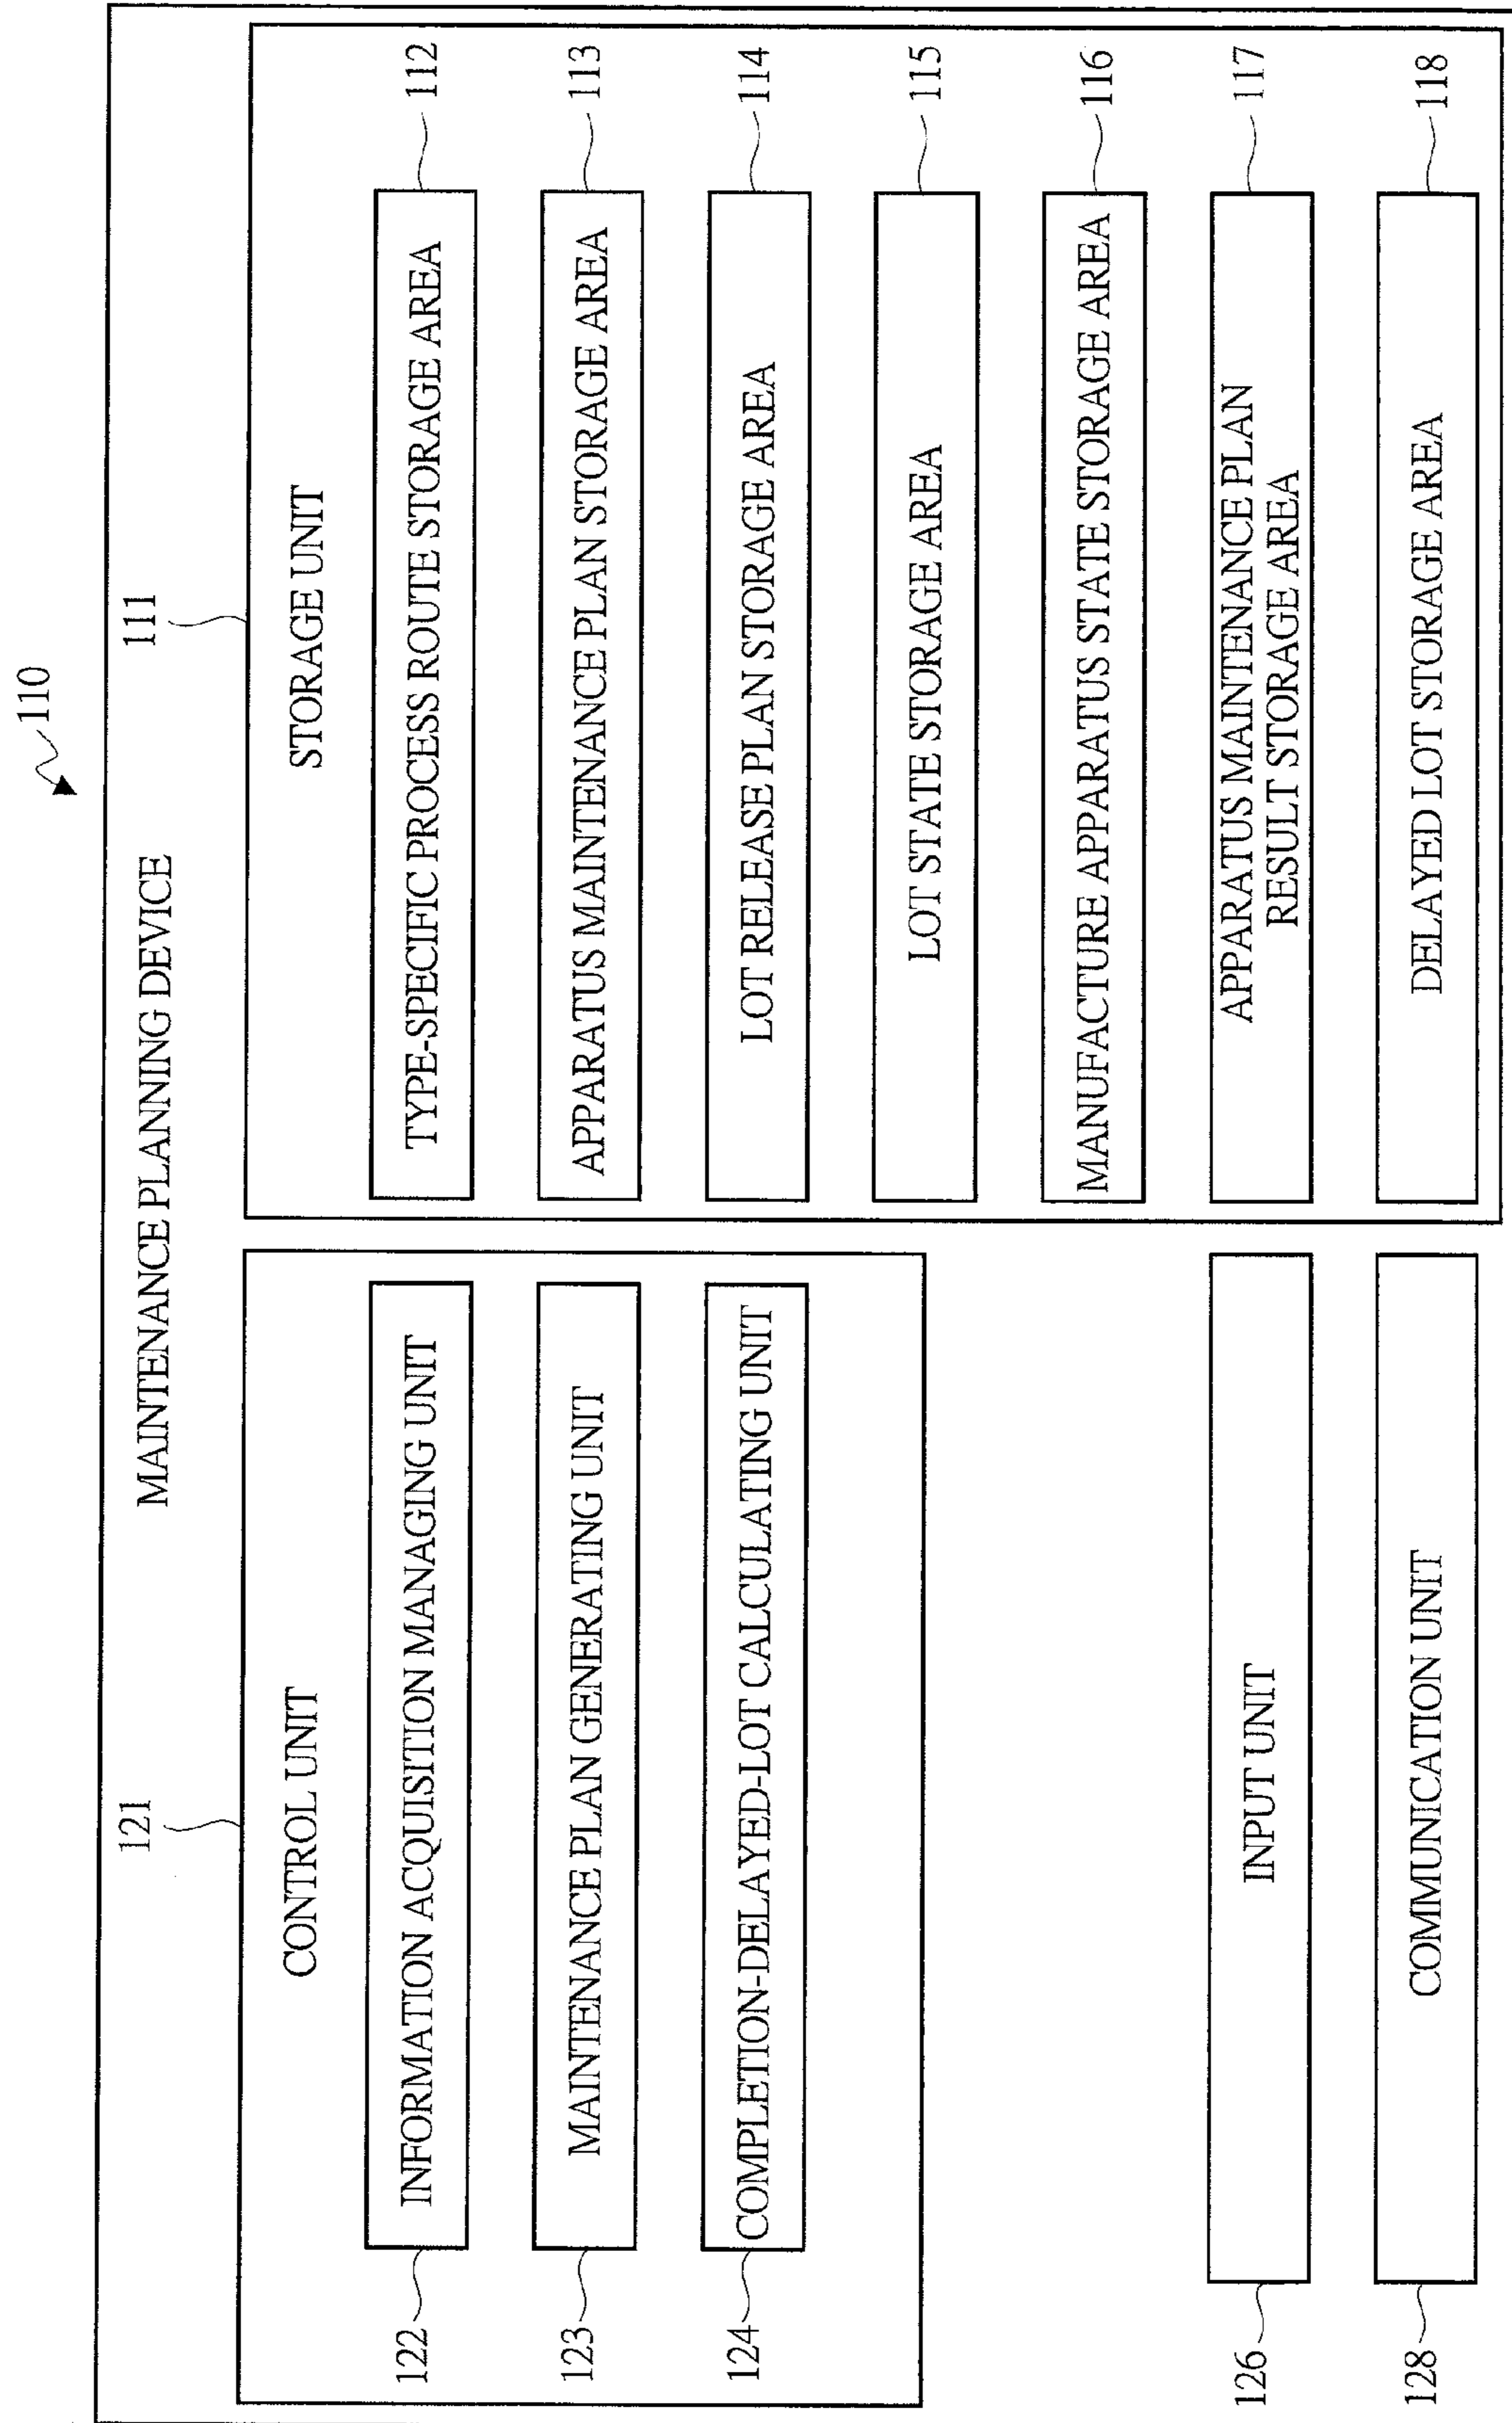 110
MAINTENANCE PLANNING DEVICE
121
CONTROL UNIT
122
INFORMATION ACQUISITION MANAGING UNIT
123
MAINTENANCE PLAN GENERATING UNIT
124
COMPLETION-DELAYED-LOT CALCULATING UNIT
126
INPUT UNIT
128
COMMUNICATION UNIT
111
STORAGE UNIT
TYPE-SPECIFIC PROCESS ROUTE STORAGE AREA
112
APPARATUS MAINTENANCE PLAN STORAGE AREA
113
LOT RELEASE PLAN STORAGE AREA
114
LOT STATE STORAGE AREA
115
MANUFACTURE APPARATUS STATE STORAGE AREA
116
APPARATUS MAINTENANCE PLAN
RESULT STORAGE AREA
117
DELAYED LOT STORAGE AREA
118